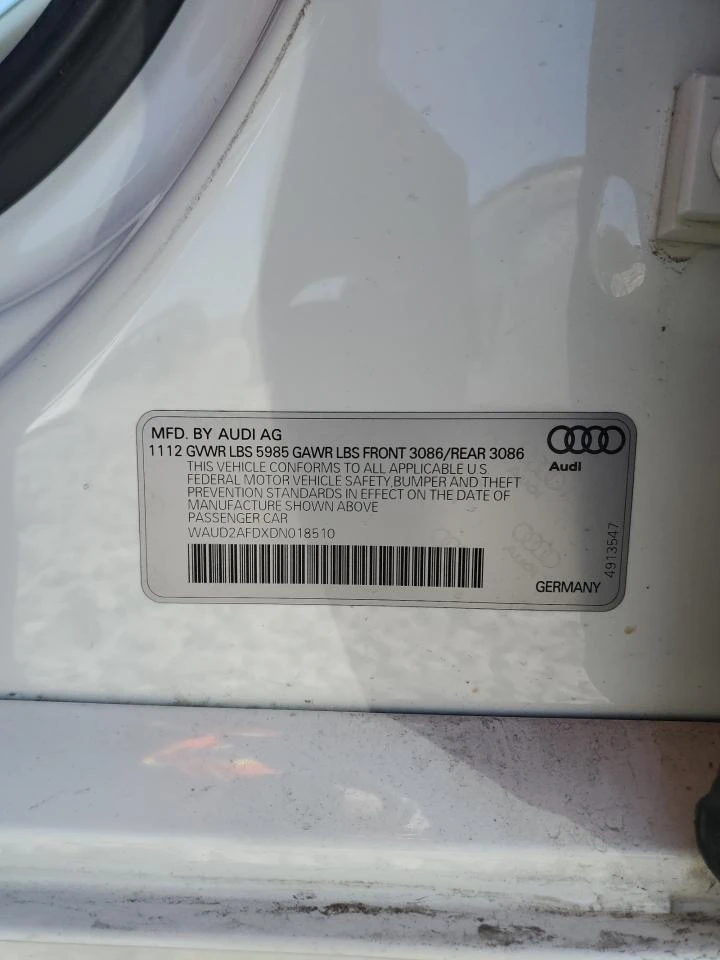 MFD. BY AUDI AG
1112 GVWR LBS 5985 GAWR LBS FRONT 3086/REAR 3086
THIS VEHICLE CONFORMS TO ALL APPLICABLE U S
FEDERAL MOTOR VEHICLE SAFETY,BUMPER AND THEFT
PREVENTION STANDARDS IN EFFECT ON THE DATE OF
MANUFACTURE SHOWN ABOVE
PASSENGER CAR
WAUD2AFDXDN018510
Audi
4913547
GERMANY